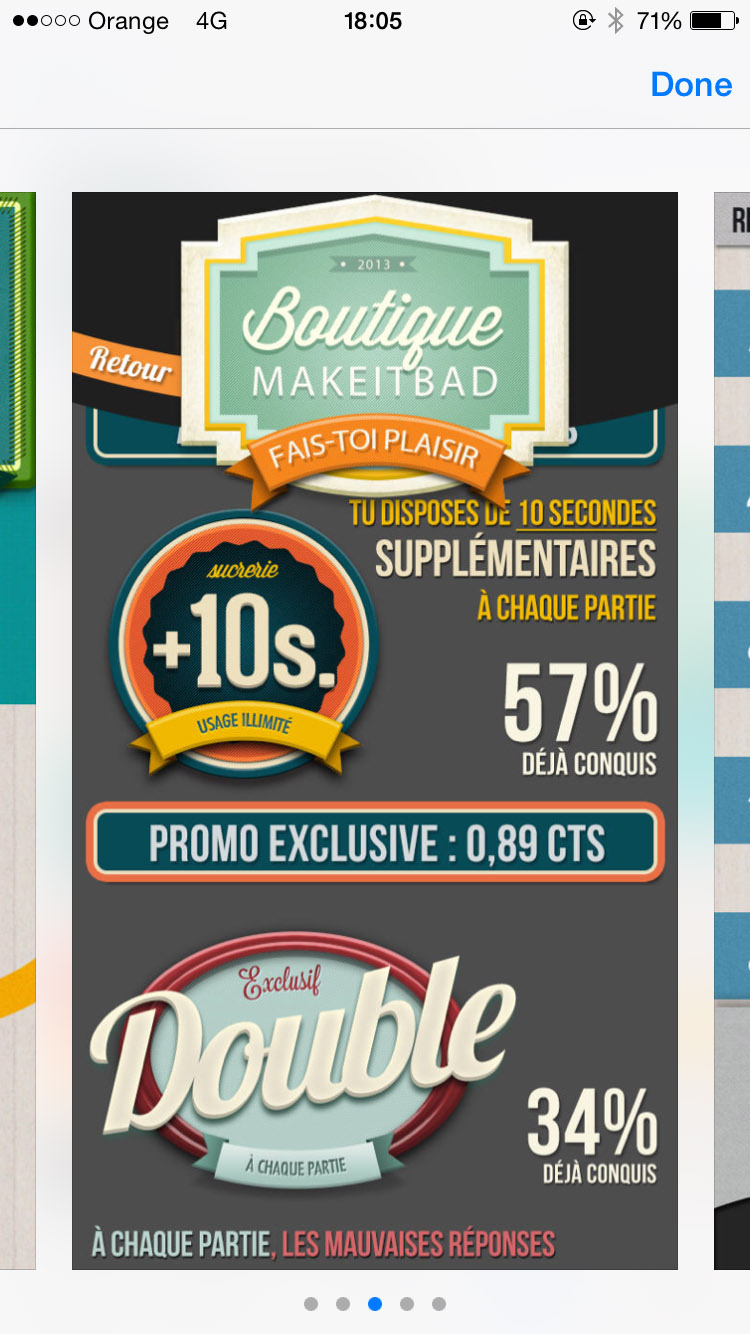 Orange 4G 18:05 71%
Done
2013
Boutique
MAKEITBAD
Retour
FAIS-TOI PLAISIR
TU DISPOSES DE 10 SECONDES
SUPPLÉMENTAIRES
À CHAQUE PARTIE
sucrerie
+10s.
USAGE ILLIMITÉ
57%
DÉJÀ CONQUIS
PROMO EXCLUSIVE : 0,89 CTS
Exclusif
Double
À CHAQUE PARTIE
34%
DÉJÀ CONQUIS
À CHAQUE PARTIE, LES MAUVAISES RÉPONSES